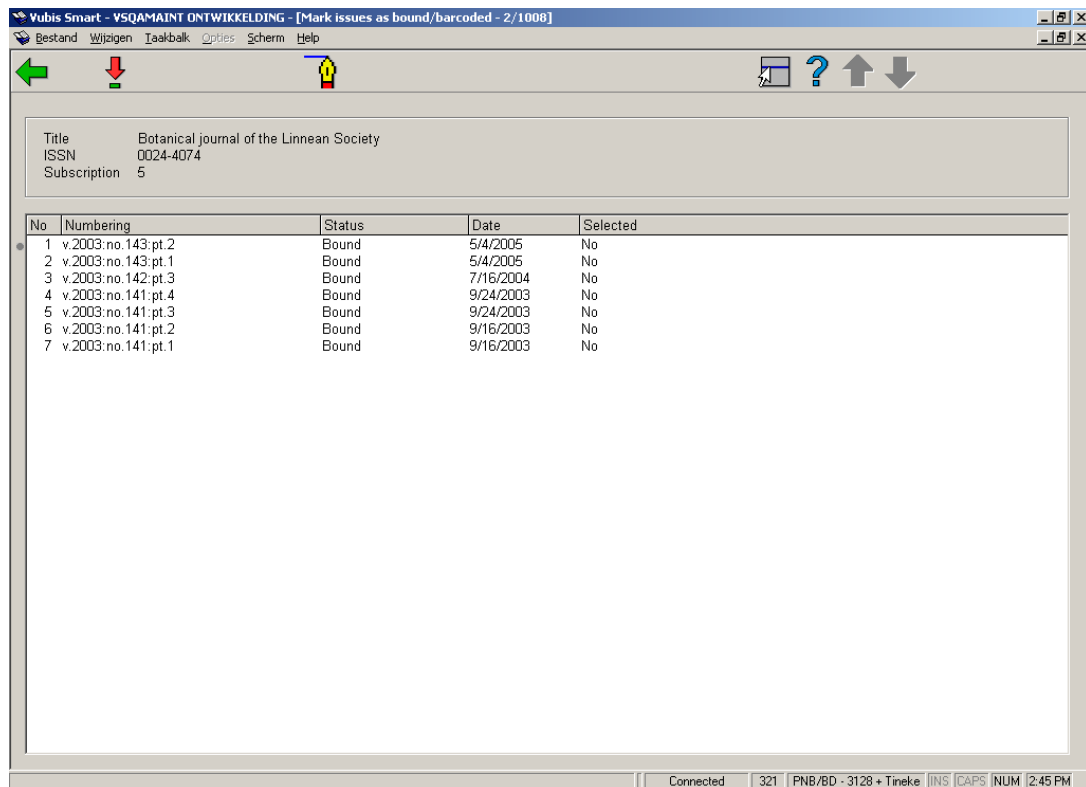 Vubis Smart - VSQAMAINT ONTWIKKELDING - [Mark issues as bound/barcoded - 2/1008]
Bestand Wijzigen Taakbalk Opties Scherm Help
Title Botanical journal of the Linnean Society
ISSN 0024-4074
Subscription 5
No Numbering Status Date Selected
1 v.2003:no.143:pt.2 Bound 5/4/2005 No
2 v.2003:no.143:pt.1 Bound 5/4/2005 No
3 v.2003:no.142:pt.3 Bound 7/16/2004 No
4 v.2003:no.141:pt.4 Bound 9/24/2003 No
5 v.2003:no.141:pt.3 Bound 9/24/2003 No
6 v.2003:no.141:pt.2 Bound 9/16/2003 No
7 v.2003:no.141:pt.1 Bound 9/16/2003 No
Connected 321 PNB/BD - 3128 + Tineke INS CAPS NUM 2:45 PM